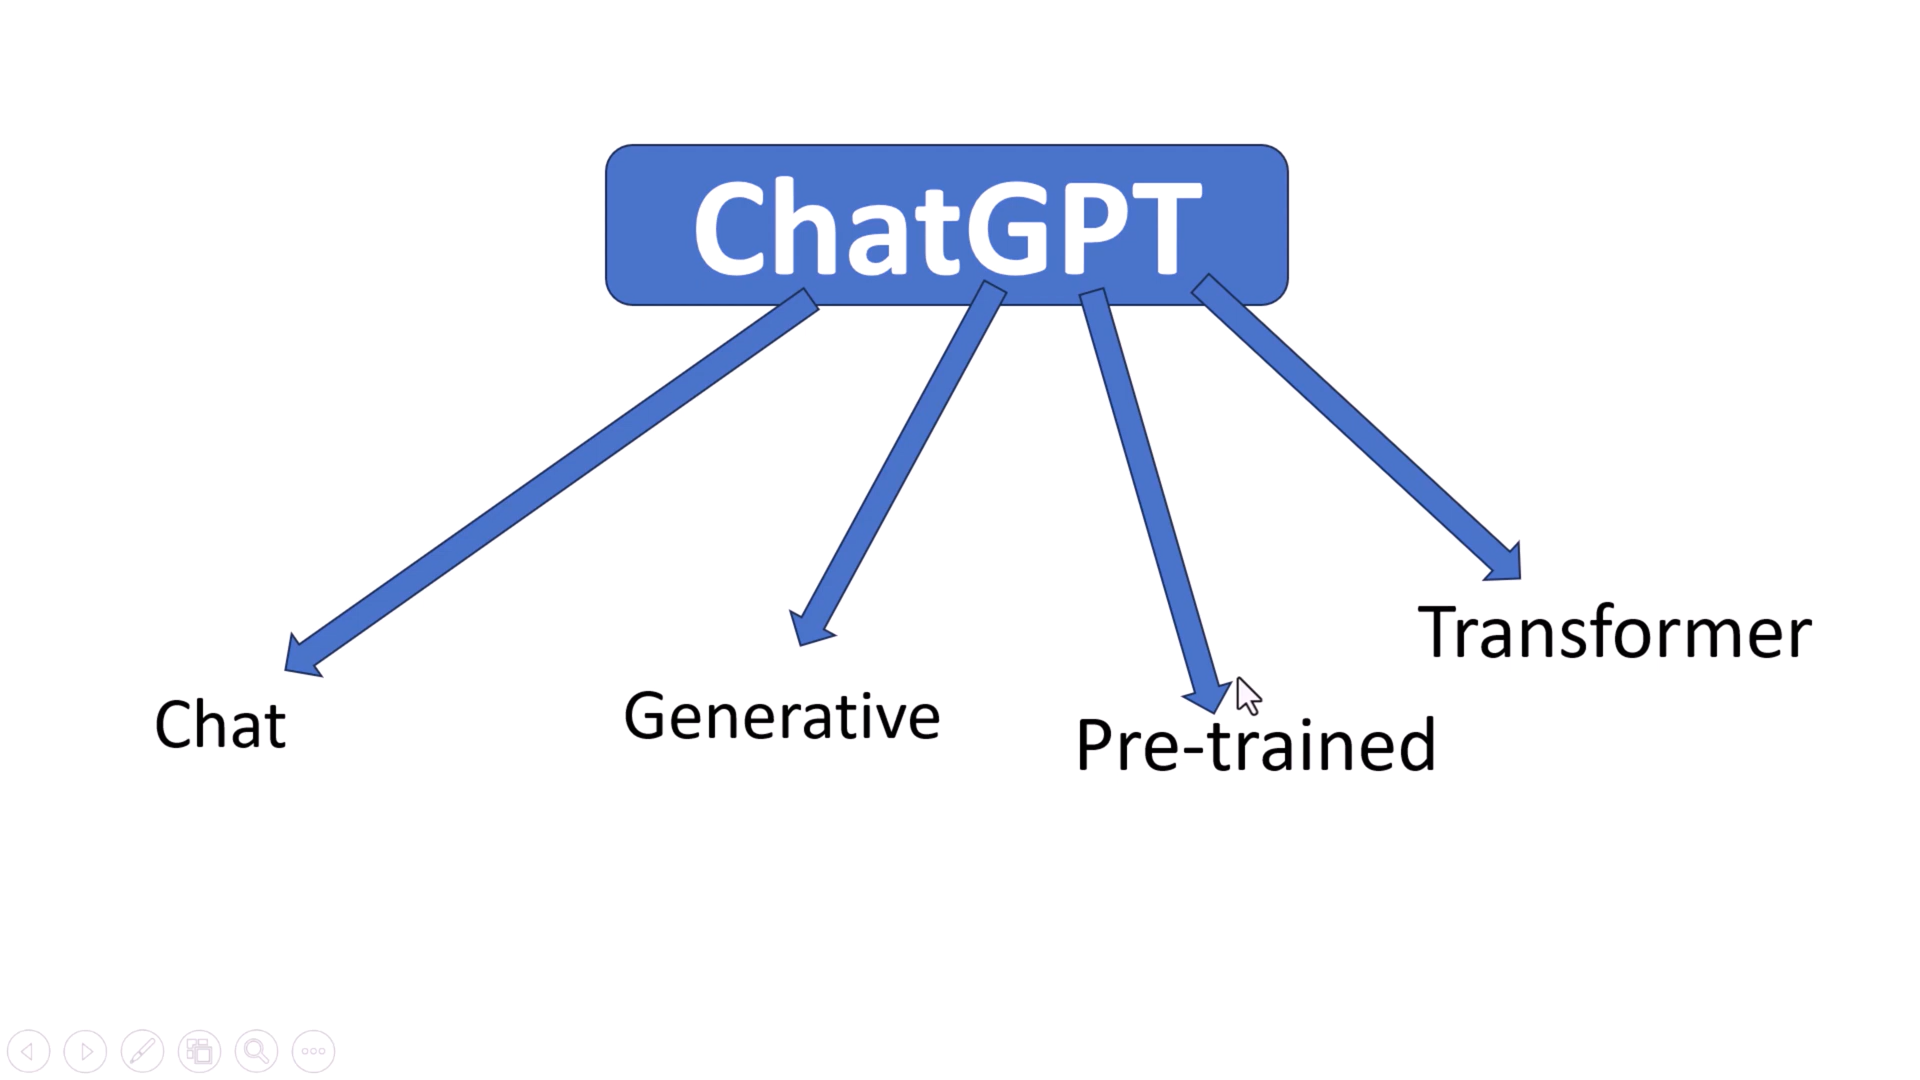 ChatGPT
Chat
Generative
Pre-trained
Transformer